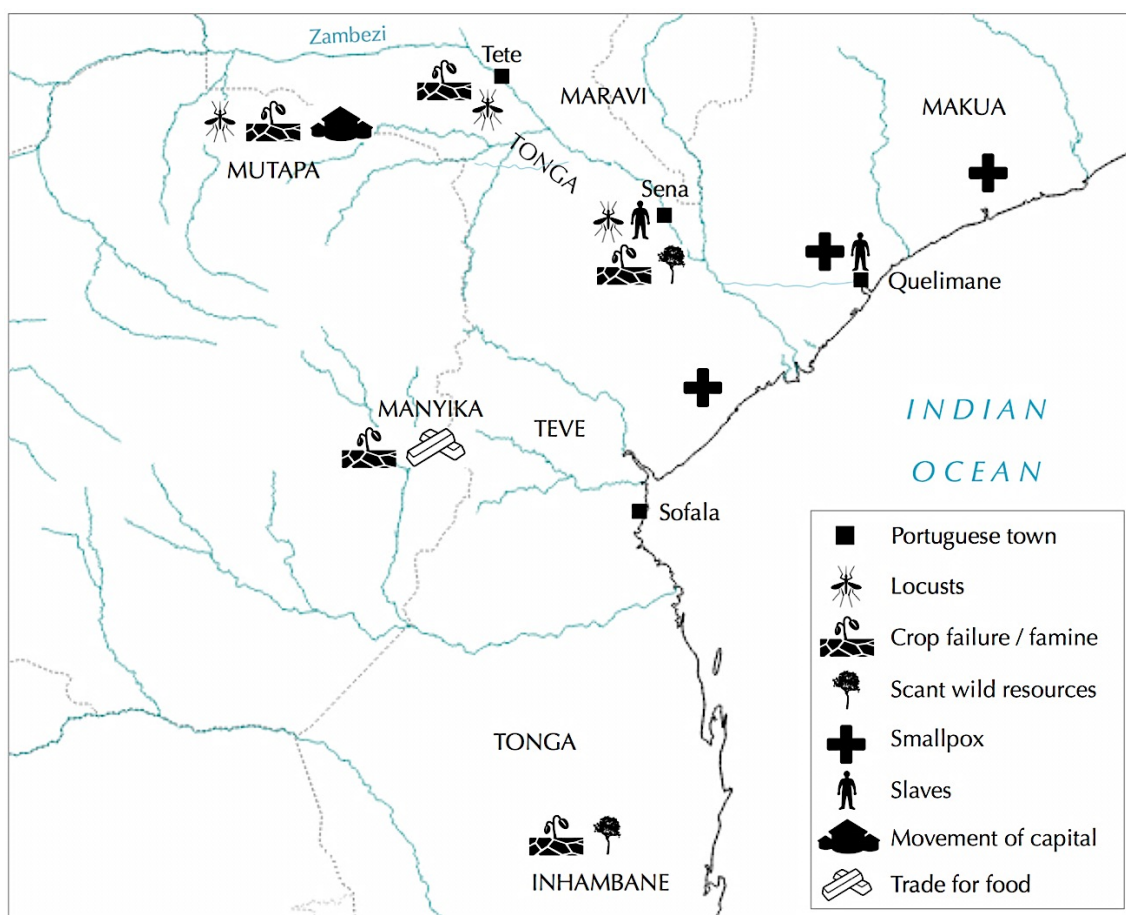 Zambezi
Tete
MARAVI
MAKUA
MUTAPA
TONGA
Sena
Quelimane
MANYIKA
TEVE
INDIAN
OCEAN
Sofala
TONGA
INHAMBANE
Portuguese town
Locusts
Crop failure / famine
Scant wild resources
Smallpox
Slaves
Movement of capital
Trade for food